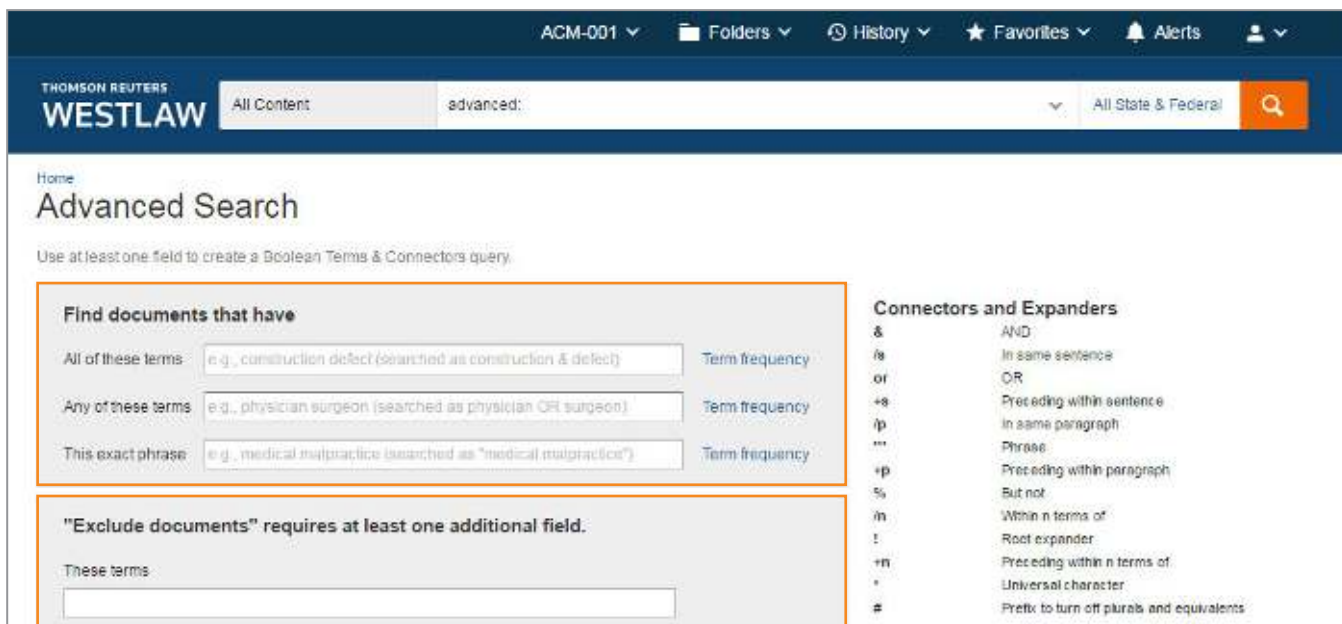 ACM-001 Folders History Favorites Alerts
THOMSON REUTERS
WESTLAW
All Content advanced: All State & Federal
Home
Advanced Search
Use at least one field to create a Boolean Terms & Connectors query.
Find documents that have
All of these terms e.g., construction defect (searched as construction & defect) Term frequency
Any of these terms e.g., physician surgeon (searched as physician OR surgeon) Term frequency
This exact phrase e.g., medical malpractice (searched as "medical malpractice") Term frequency
"Exclude documents" requires at least one additional field.
These terms
Connectors and Expanders
& AND
/s In same sentence
or OR
+s Preceding within sentence
/p In same paragraph
"" Phrase
+p Preceding within paragraph
% But not
/n Within n terms of
! Root expander
+n Preceding within n terms of
* Universal character
# Prefix to turn off plurals and equivalents